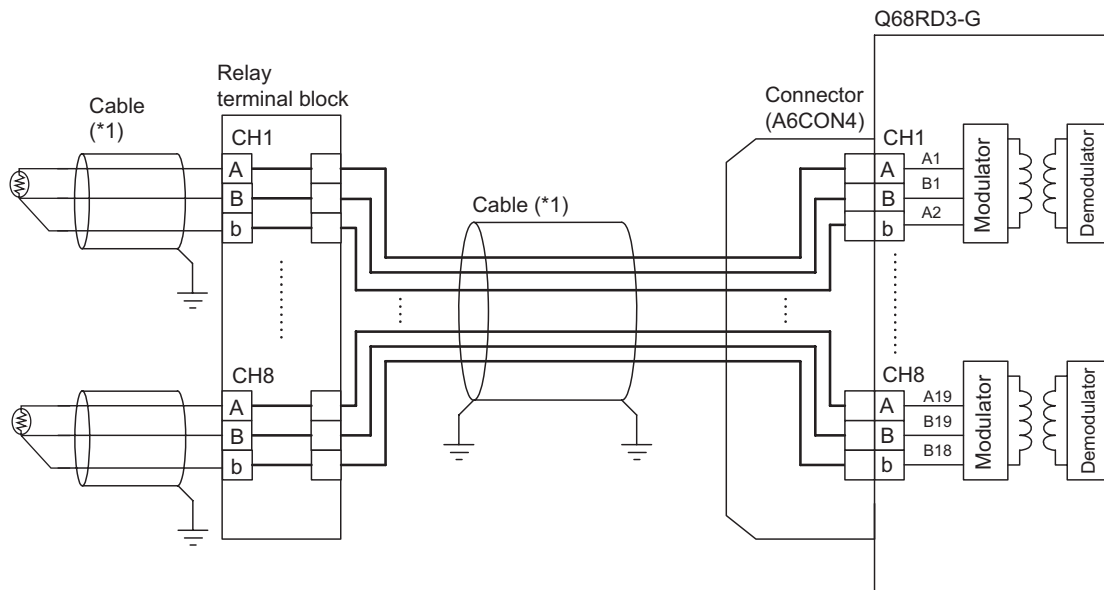 Q68RD3-G
Relay
terminal block
Cable
(*1)
Connector
(A6CON4)
CH1
A
B
b
CH1
A
B
b
A1
B1
A2
Modulator
Demodulator
Cable (*1)
CH8
A
B
b
CH8
A
B
b
A19
B19
B18
Modulator
Demodulator